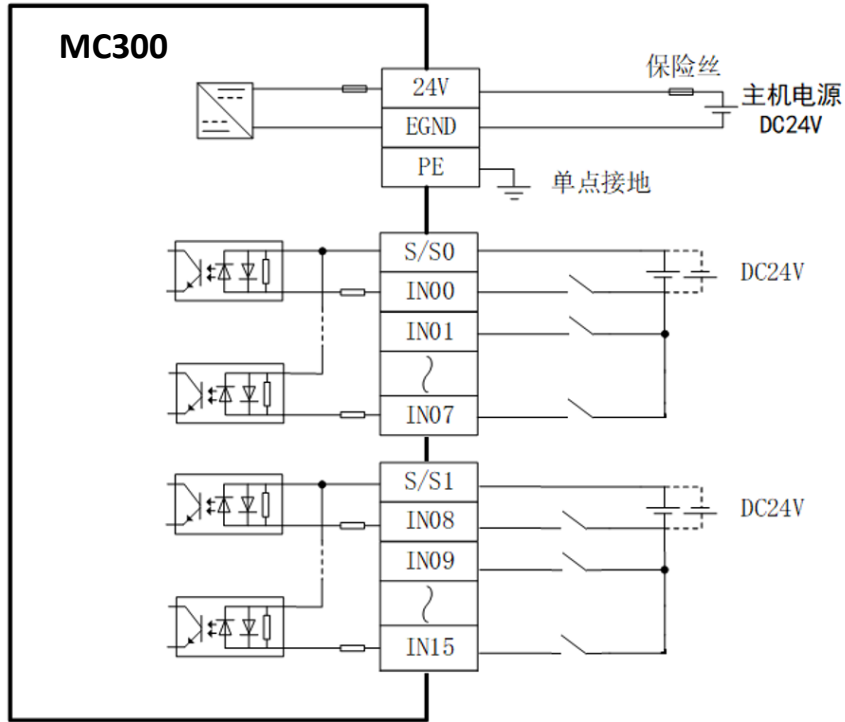 MC300
24V
保险丝
主机电源
DC24V
EGND
PE
单点接地
S/S0
DC24V
IN00
IN01
IN07
S/S1
DC24V
IN08
IN09
IN15